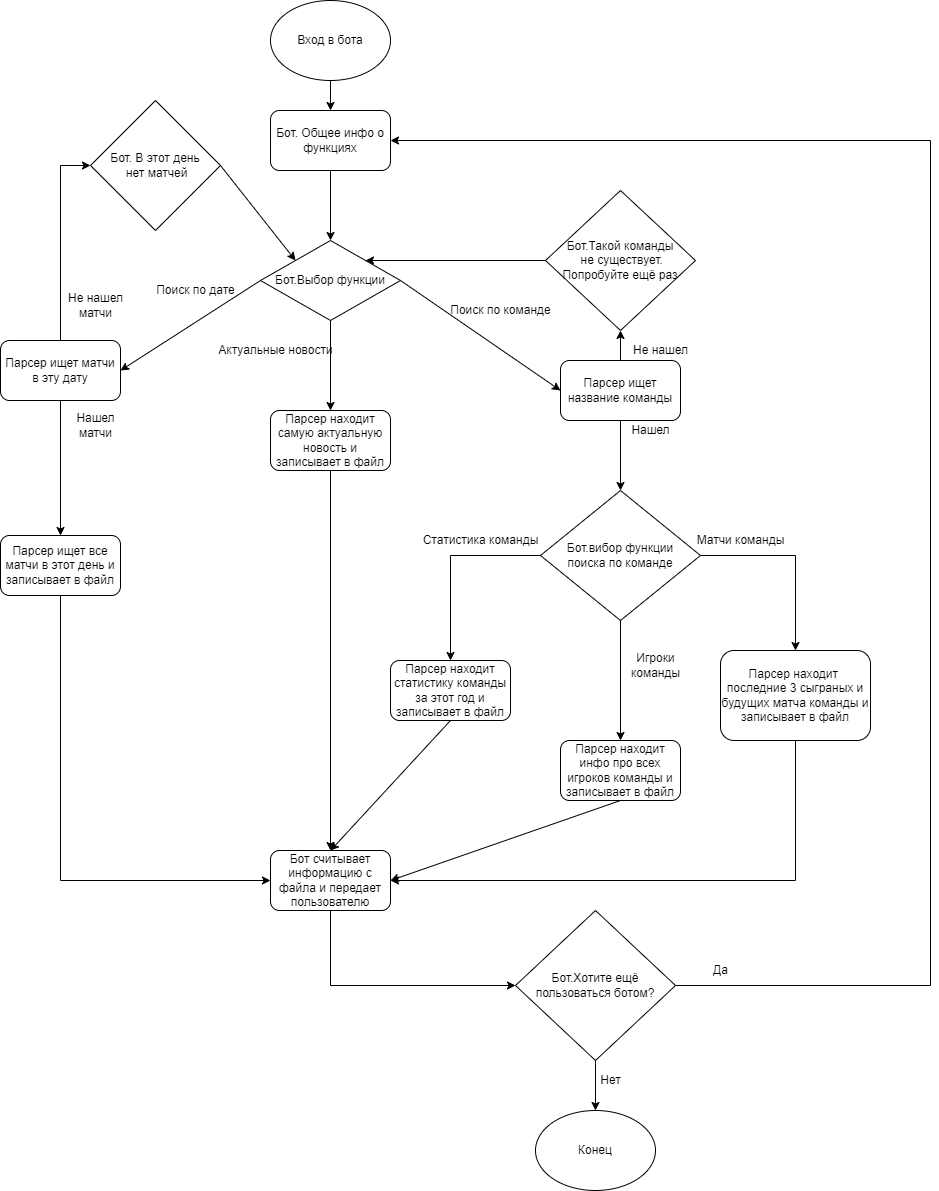 Вход в бота
Бот. Общее инфо о
функциях
Бот. В этот день
нет матчей
Бот.Такой команды
не существует.
Попробуйте ещё раз
Бот.Выбор функции
Поиск по дате
Не нашел
матчи
Поиск по команде
Актуальные новости
Не нашел
Парсер ищет матчи
в эту дату
Парсер ищет
название команды
Нашел
матчи
Парсер находит
самую актуальную
новость и
записывает в файл
Нашел
Статистика команды
Бот.вибор функции
поиска по команде
Матчи команды
Парсер ищет все
матчи в этот день и
записывает в файл
Игроки
команды
Парсер находит
статистику команды
за этот год и
записывает в файл
Парсер находит
последние 3 сыграных и
будущих матча команды и
записывает в файл
Парсер находит
инфо про всех
игроков команды и
записывает в файл
Бот считывает
информацию с
файла и передает
пользователю
Бот.Хотите ещё
пользоваться ботом?
Да
Нет
Конец